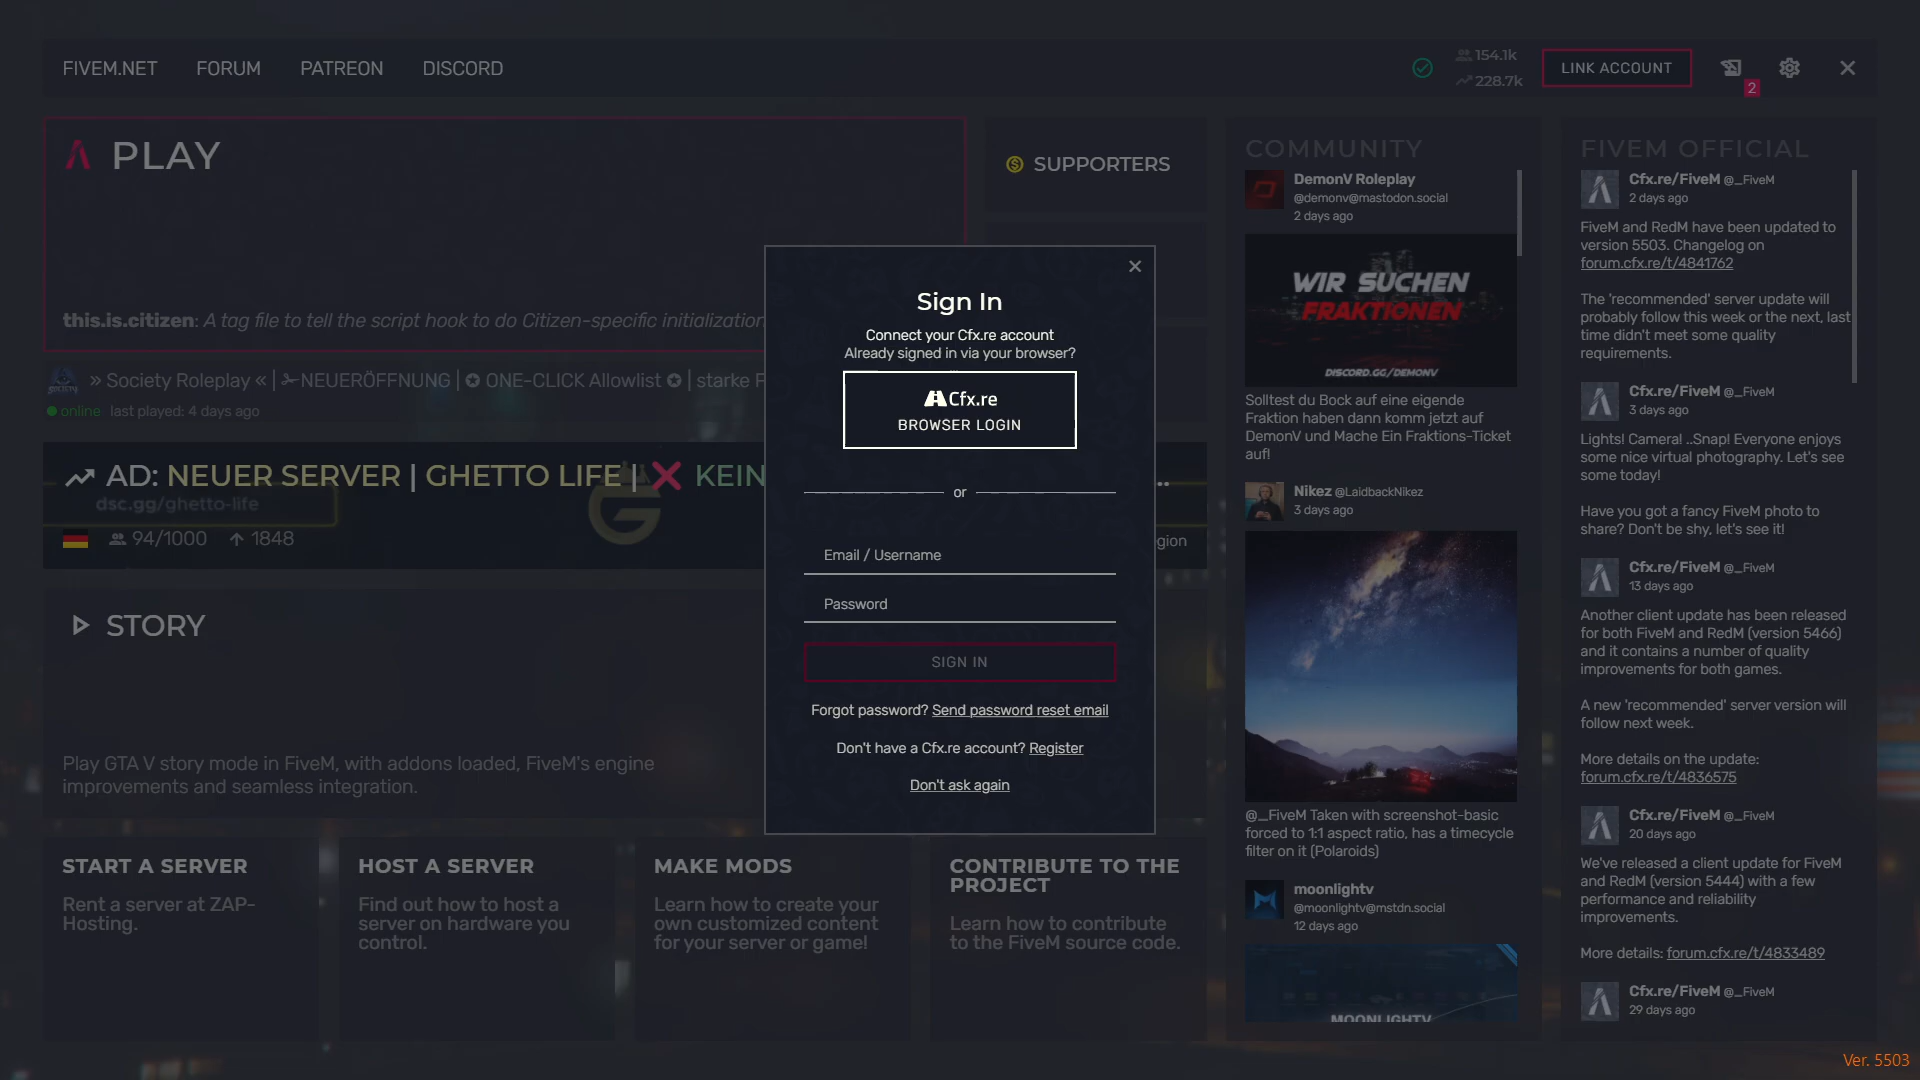 FIVEM.NET FORUM PATREON DISCORD
154.1k
228.7k
LINK ACCOUNT
2
PLAY
this.is.citizen: A tag file to tell the script hook to do Citizen-specific initialization
» Society Roleplay « | ✃NEUERÖFFNUNG | ✪ ONE-CLICK Allowlist ✪ | starke F
online last played: 4 days ago
AD: NEUER SERVER | GHETTO LIFE | ❌ KEIN
...
dsc.gg/ghetto-life
G
94/1000 1848
gion
STORY
Play GTA V story mode in FiveM, with addons loaded, FiveM's engine
improvements and seamless integration.
START A SERVER
Rent a server at ZAP-
Hosting.
HOST A SERVER
Find out how to host a
server on hardware you
control.
MAKE MODS
Learn how to create your
own customized content
for your server or game!
CONTRIBUTE TO THE
PROJECT
Learn how to contribute
to the FiveM source code.
SUPPORTERS
Sign In
Connect your Cfx.re account
Already signed in via your browser?
Cfx.re
BROWSER LOGIN
or
Email / Username
Password
SIGN IN
Forgot password? Send password reset email
Don't have a Cfx.re account? Register
Don't ask again
COMMUNITY
DemonV Roleplay
@demonv@mastodon.social
2 days ago
WIR SUCHEN
FRAKTIONEN
DISCORD.GG/DEMONV
Solltest du Bock auf eine eigende
Fraktion haben dann komm jetzt auf
DemonV und Mache Ein Fraktions-Ticket
auf!
Nikez @LaidbackNikez
3 days ago
@_FiveM Taken with screenshot-basic
forced to 1:1 aspect ratio, has a timecycle
filter on it (Polaroids)
moonlightv
@moonlightv@mstdn.social
12 days ago
MOONLIGHTV
FIVEM OFFICIAL
Cfx.re/FiveM @_FiveM
2 days ago
FiveM and RedM have been updated to
version 5503. Changelog on
forum.cfx.re/t/4841762
The 'recommended' server update will
probably follow this week or the next, last
time didn't meet some quality
requirements.
Cfx.re/FiveM @_FiveM
3 days ago
Lights! Camera! ..Snap! Everyone enjoys
some nice virtual photography. Let's see
some today!
Have you got a fancy FiveM photo to
share? Don't be shy, let's see it!
Cfx.re/FiveM @_FiveM
13 days ago
Another client update has been released
for both FiveM and RedM (version 5466)
and it contains a number of quality
improvements for both games.
A new 'recommended' server version will
follow next week.
More details on the update:
forum.cfx.re/t/4836575
Cfx.re/FiveM @_FiveM
20 days ago
We've released a client update for FiveM
and RedM (version 5444) with a few
performance and reliability
improvements.
More details: forum.cfx.re/t/4833489
Cfx.re/FiveM @_FiveM
29 days ago
Ver. 5503